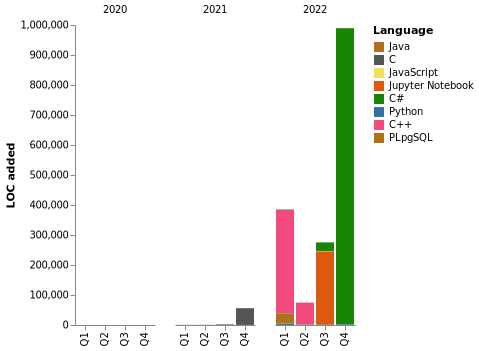 2020 2021 2022
Language
Java
C
JavaScript
Jupyter Notebook
C#
Python
C++
PLpgSQL
LOC added
1,000,000
900,000
800,000
700,000
600,000
500,000
400,000
300,000
200,000
100,000
0
Q1 Q2 Q3 Q4 Q1 Q2 Q3 Q4 Q1 Q2 Q3 Q4